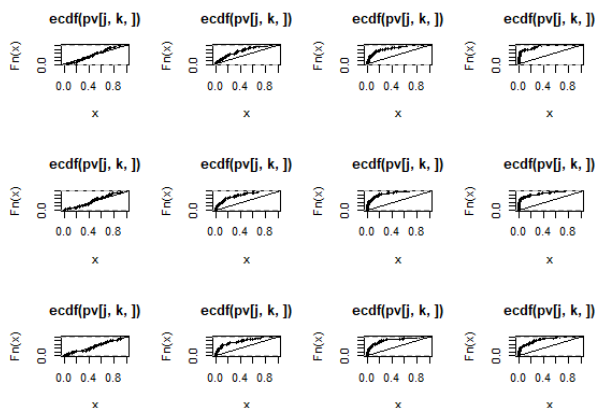 ecdf(pv[j, k, ]) ecdf(pv[j, k, ]) ecdf(pv[j, k, ]) ecdf(pv[j, k, ])
Fn(x) Fn(x) Fn(x) Fn(x)
0.0 0.0 0.0 0.0
0.0 0.4 0.8 0.0 0.4 0.8 0.0 0.4 0.8 0.0 0.4 0.8
x x x x
ecdf(pv[j, k, ]) ecdf(pv[j, k, ]) ecdf(pv[j, k, ]) ecdf(pv[j, k, ])
Fn(x) Fn(x) Fn(x) Fn(x)
0.0 0.0 0.0 0.0
0.0 0.4 0.8 0.0 0.4 0.8 0.0 0.4 0.8 0.0 0.4 0.8
x x x x
ecdf(pv[j, k, ]) ecdf(pv[j, k, ]) ecdf(pv[j, k, ]) ecdf(pv[j, k, ])
Fn(x) Fn(x) Fn(x) Fn(x)
0.0 0.0 0.0 0.0
0.0 0.4 0.8 0.0 0.4 0.8 0.0 0.4 0.8 0.0 0.4 0.8
x x x x